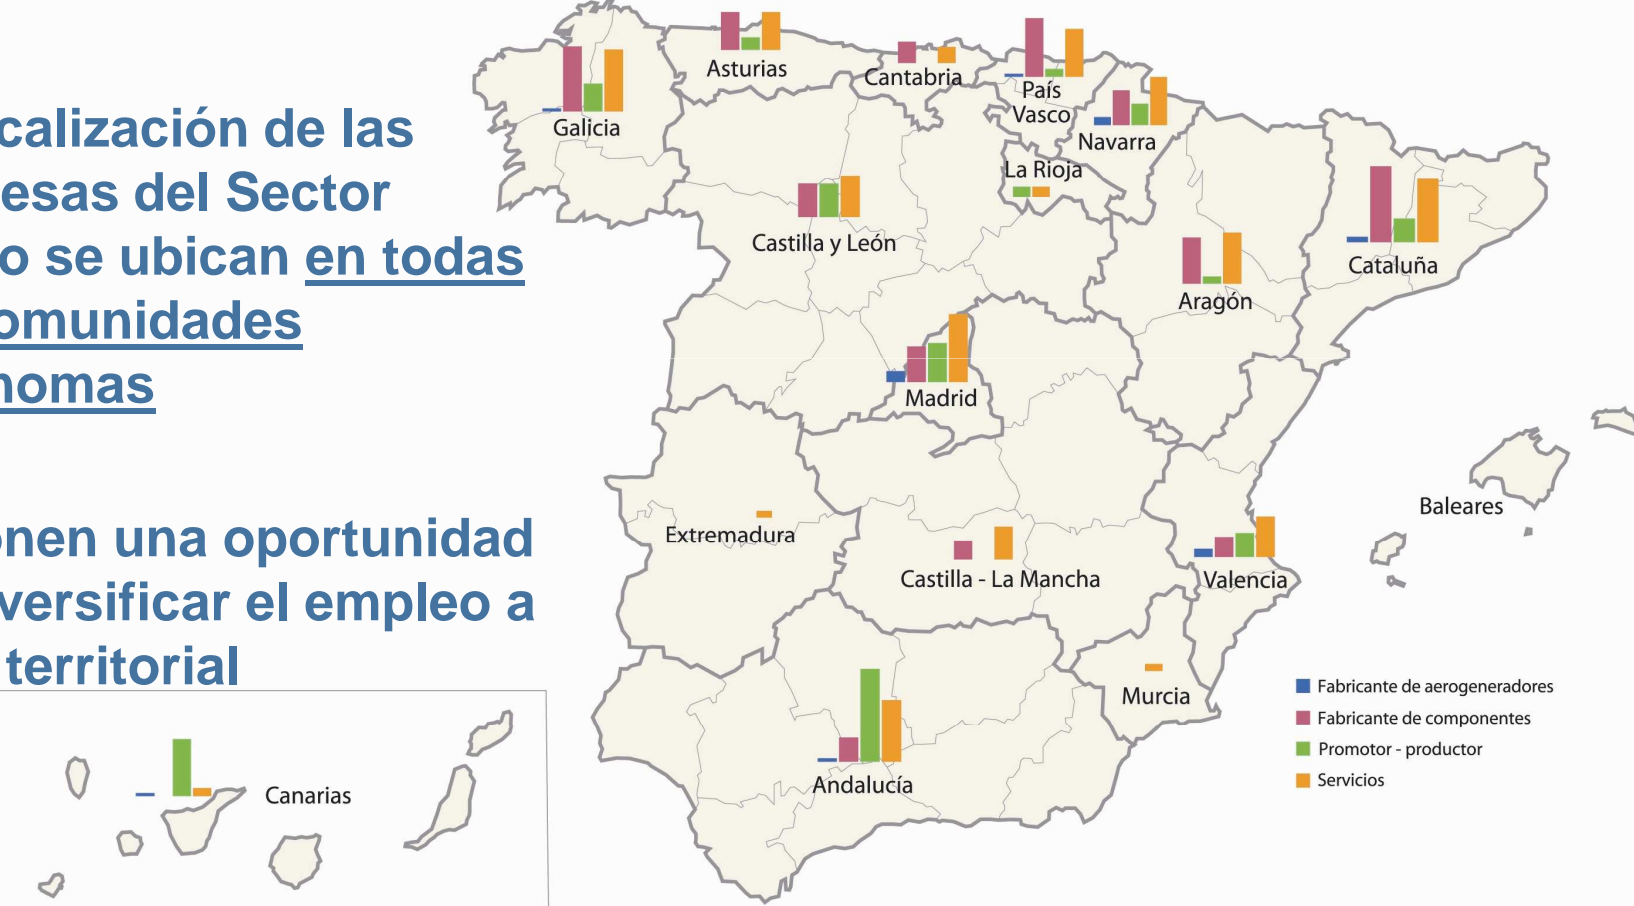 calización de las
esas del Sector
o se ubican en todas
omunidades
nomas
onen una oportunidad
versificar el empleo a
territorial
Asturias
Cantabria
País
Vasco
Galicia
Navarra
La Rioja
Castilla y León
Cataluña
Aragón
Madrid
Baleares
Extremadura
Castilla - La Mancha
Valencia
Murcia
Andalucía
Canarias
Fabricante de aerogeneradores
Fabricante de componentes
Promotor - productor
Servicios